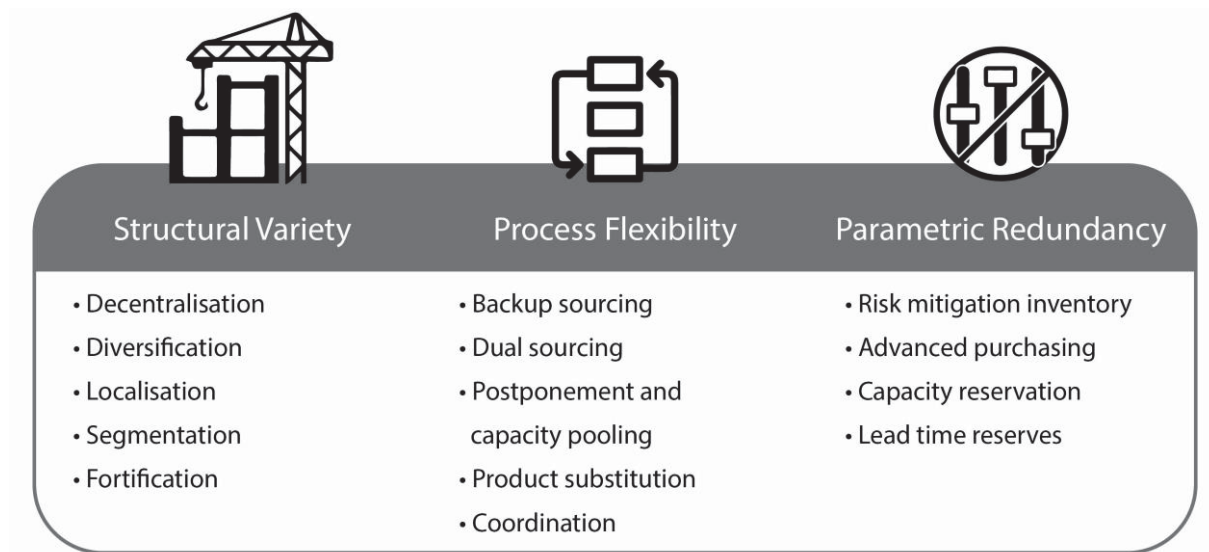 Structural Variety
• Decentralisation
• Diversification
• Localisation
• Segmentation
• Fortification
Process Flexibility
• Backup sourcing
• Dual sourcing
• Postponement and
capacity pooling
• Product substitution
• Coordination
Parametric Redundancy
• Risk mitigation inventory
• Advanced purchasing
• Capacity reservation
• Lead time reserves